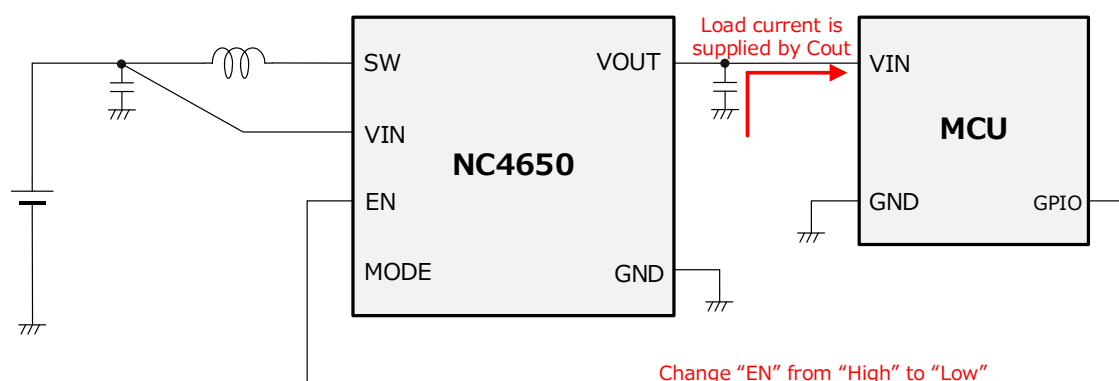 Load current is
supplied by Cout
SW
VOUT
VIN
VIN
MCU
NC4650
EN
GND
GPIO
MODE
GND
Change “EN” from “High” to “Low”